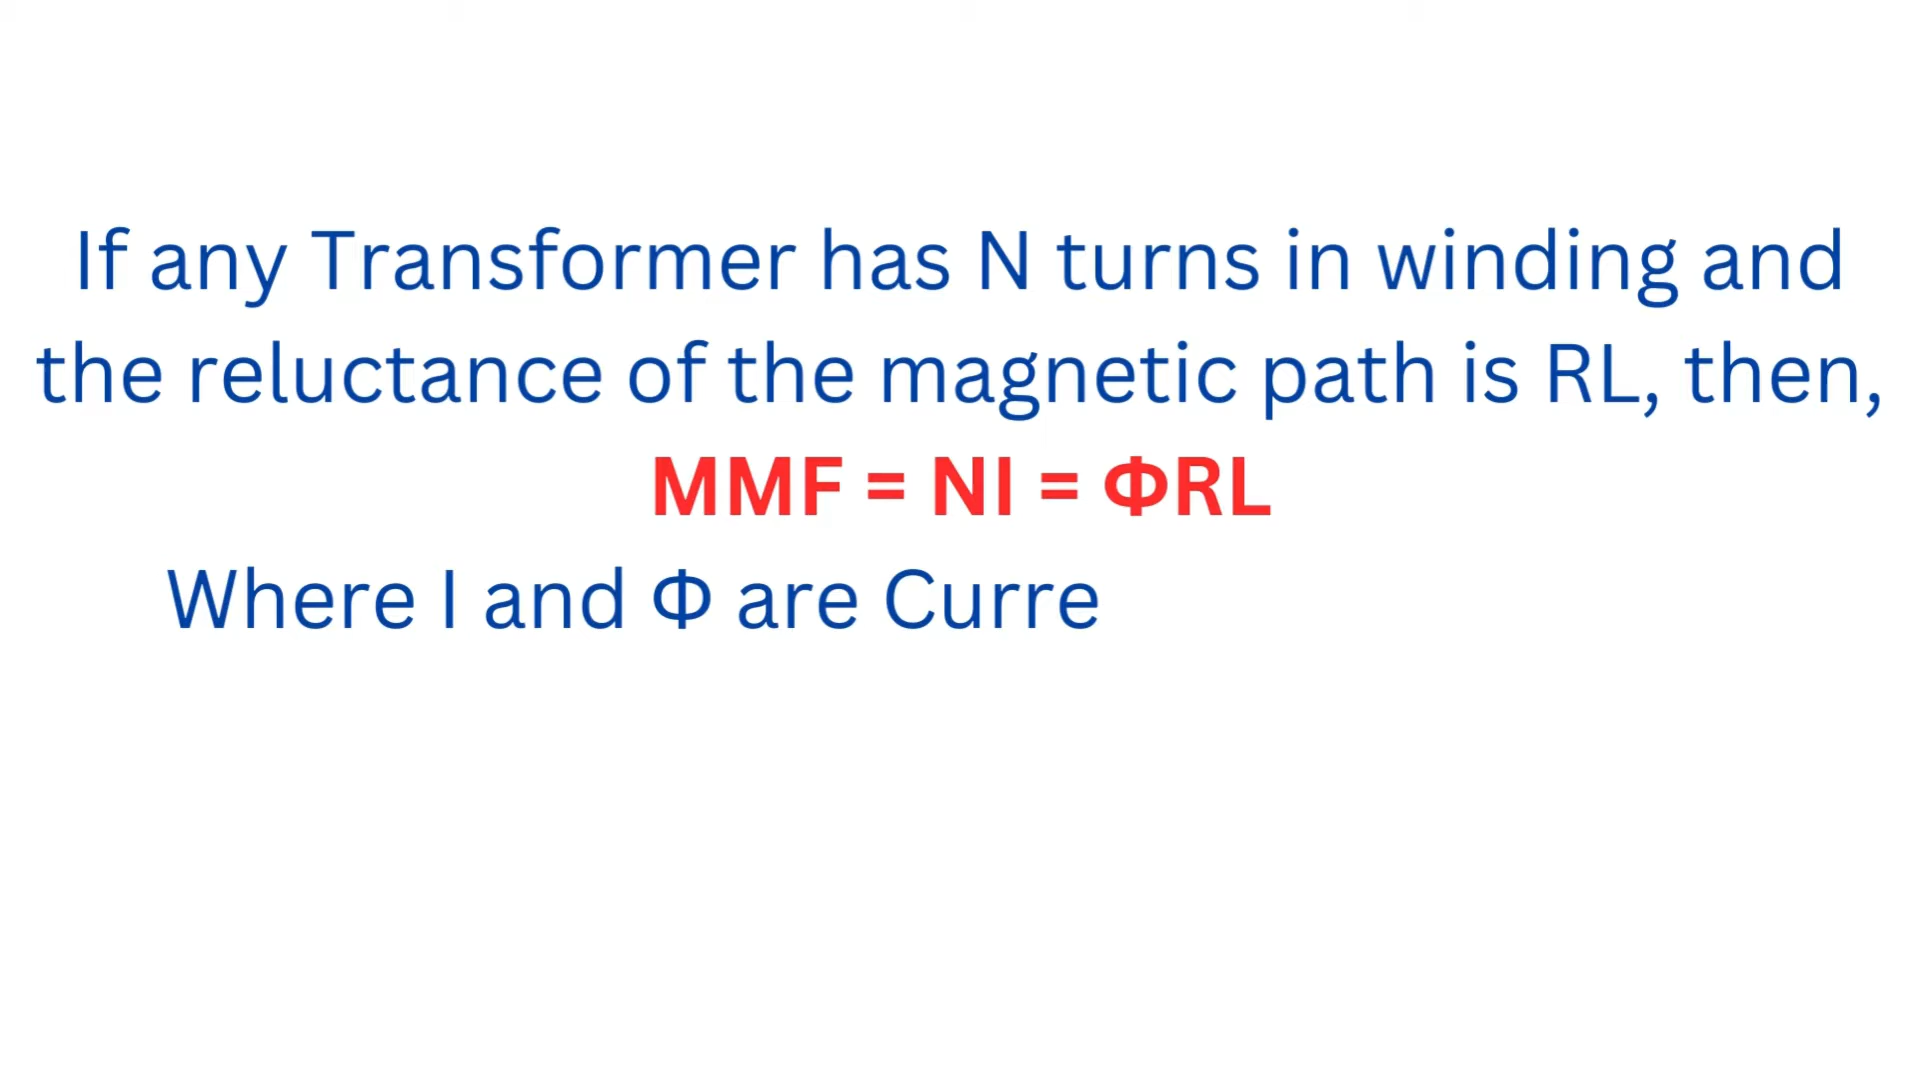 If any Transformer has N turns in winding and
the reluctance of the magnetic path is RL, then,
MMF = NI = ΦRL
Where I and Φ are Curre